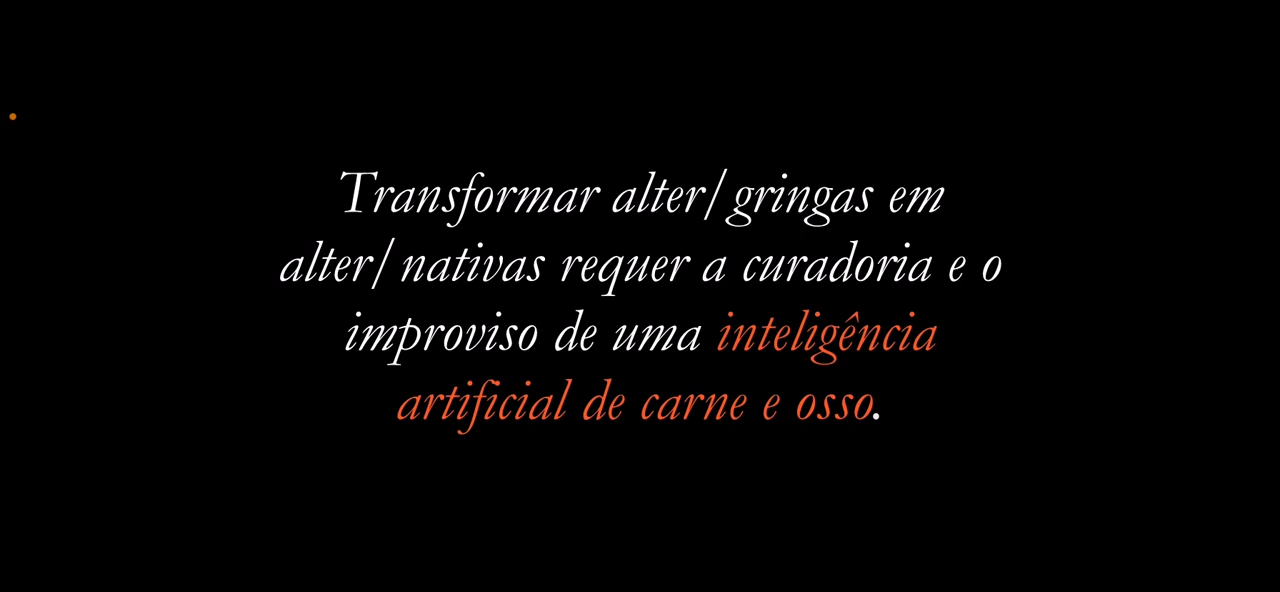 Transformar alter/gringas em
alter/nativas requer a curadoria e o
improviso de uma inteligência
artificial de carne e osso.